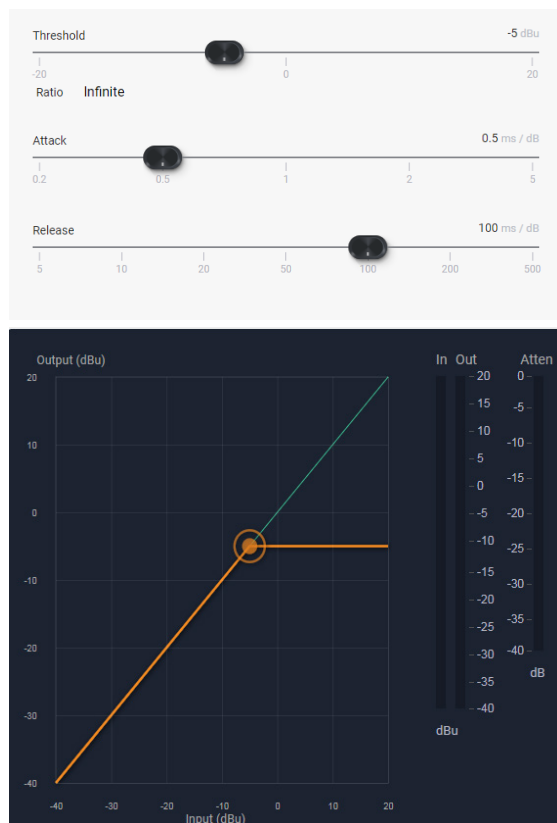 Threshold -5 dBu
-20 0 20
Ratio Infinite
Attack 0.5 ms / dB
0.2 0.5 1 2 5
Release 100 ms / dB
5 10 20 50 100 200 500
Output (dBu)
20
10
0
-10
-20
-30
-40
-40 -30 -20 -10 0 10 20
Input (dBu)
In Out Atten
20
15
10
5
0
-5
-10
-15
-20
-25
-30
-35
-40
dBu
0
-5
-10
-15
-20
-25
-30
-35
-40
dB